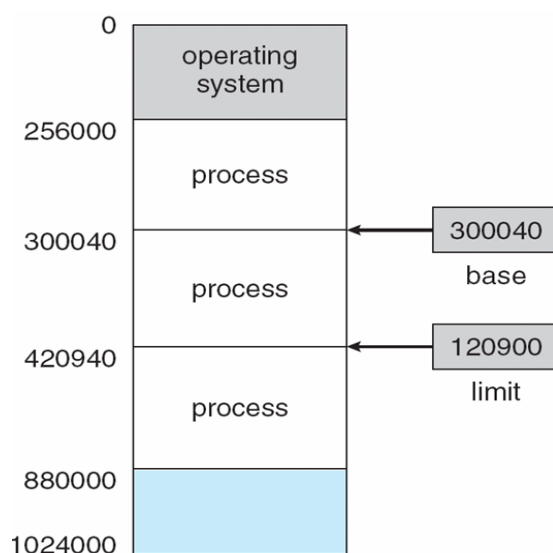 0
operating
system
256000
process
300040
300040
base
process
420940
120900
limit
process
880000
1024000